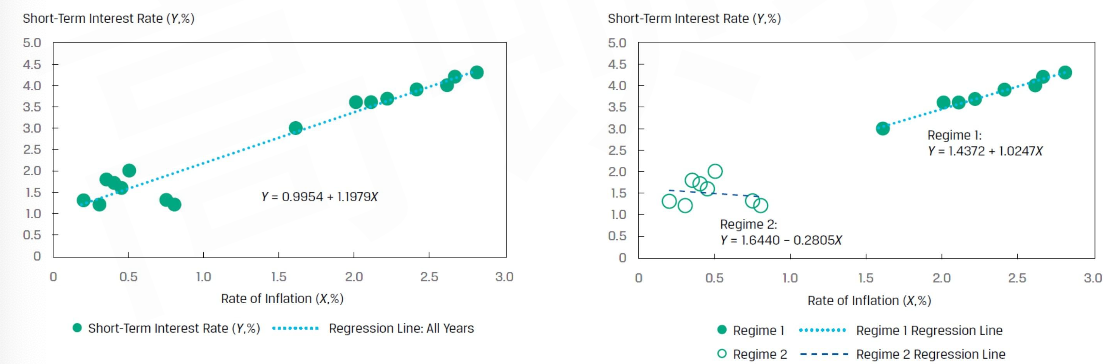 Short-Term Interest Rate (Y,%)
5.0
4.5
4.0
3.5
3.0
2.5
2.0
1.5
1.0
0.5
0
Y = 0.9954 + 1.1979X
0 0.5 1.0 1.5 2.0 2.5 3.0
Rate of Inflation (X,%)
Short-Term Interest Rate (Y,%) Regression Line: All Years
Short-Term Interest Rate (Y,%)
5.0
4.5
4.0
3.5
3.0
2.5
2.0
1.5
1.0
0.5
0
Regime 1:
Y = 1.4372 + 1.0247X
Regime 2:
Y = 1.6440 – 0.2805X
0 0.5 1.0 1.5 2.0 2.5 3.0
Rate of Inflation (X,%)
Regime 1 Regime 1 Regression Line
Regime 2 Regime 2 Regression Line